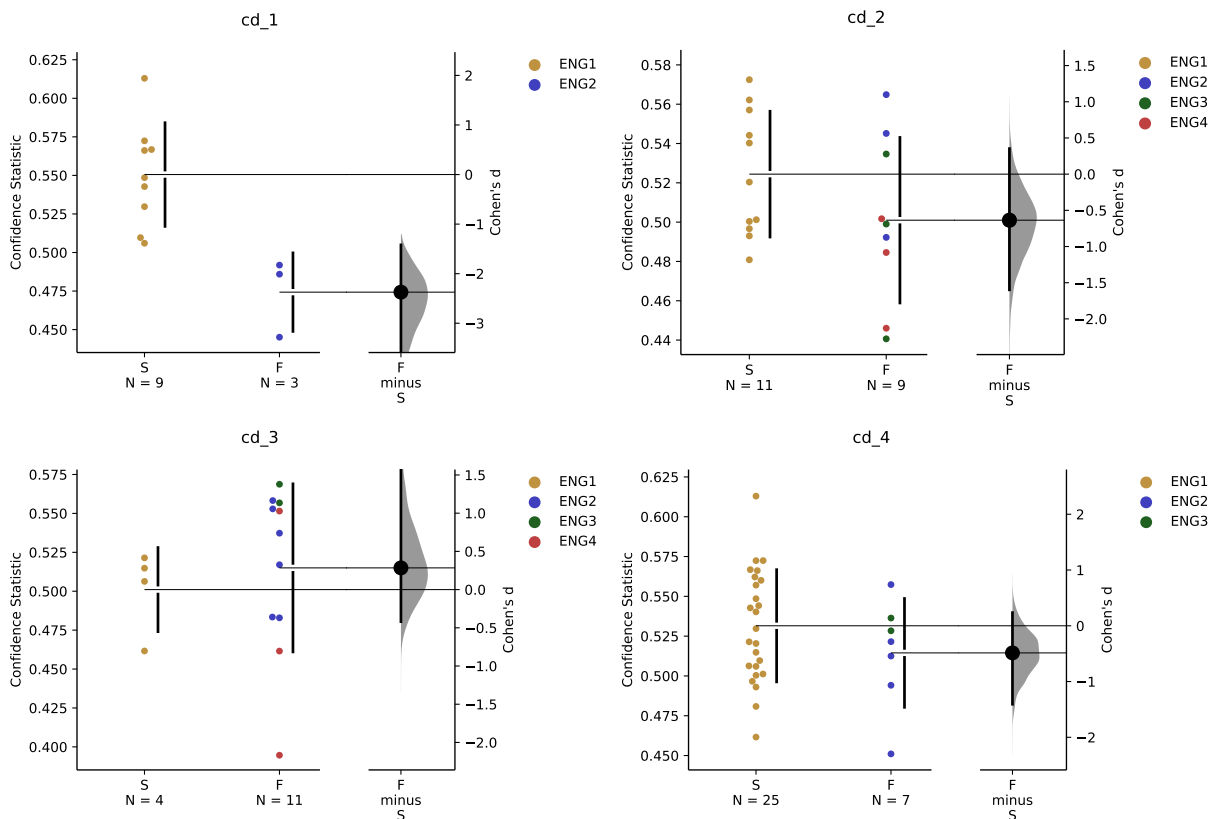 cd_1
0.625
0.600
0.575
0.550
0.525
0.500
0.475
0.450
Confidence Statistic
S
N = 9
F
N = 3
F
minus
S
2
1
0
−1
−2
−3
Cohen's d
ENG1
ENG2
cd_2
0.58
0.56
0.54
0.52
0.50
0.48
0.46
0.44
Confidence Statistic
S
N = 11
F
N = 9
F
minus
S
1.5
1.0
0.5
0.0
−0.5
−1.0
−1.5
−2.0
Cohen's d
ENG1
ENG2
ENG3
ENG4
cd_3
0.575
0.550
0.525
0.500
0.475
0.450
0.425
0.400
Confidence Statistic
S
N = 4
F
N = 11
F
minus
S
1.5
1.0
0.5
0.0
−0.5
−1.0
−1.5
−2.0
Cohen's d
ENG1
ENG2
ENG3
ENG4
cd_4
0.625
0.600
0.575
0.550
0.525
0.500
0.475
0.450
Confidence Statistic
S
N = 25
F
N = 7
F
minus
S
2
1
0
−1
−2
Cohen's d
ENG1
ENG2
ENG3